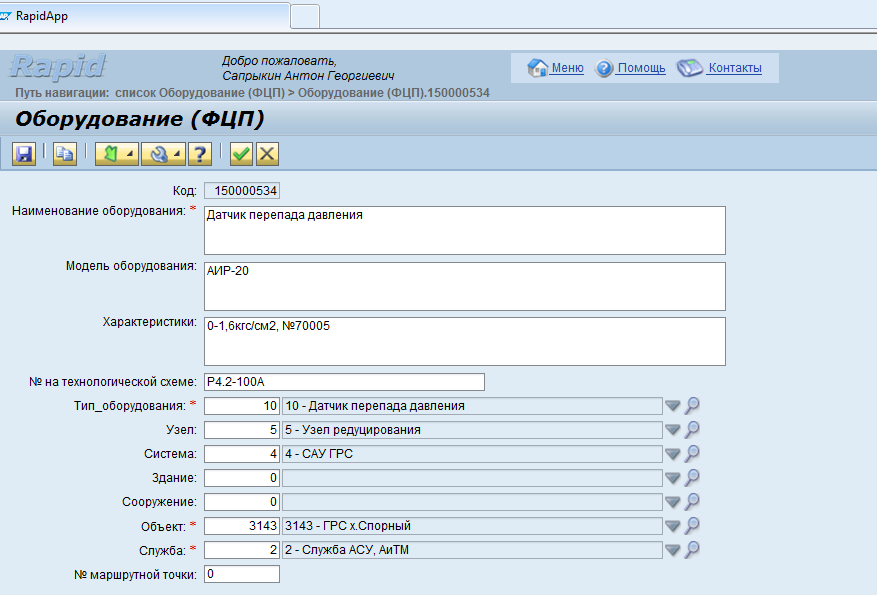 RapidApp
Rapid
Добро пожаловать,
Сапрыкин Антон Георгиевич
Меню Помощь Контакты
Путь навигации: список Оборудование (ФЦП) > Оборудование (ФЦП).150000534
Оборудование (ФЦП)
Код: 150000534
Наименование оборудования: * Датчик перепада давления
Модель оборудования: АИР-20
Характеристики: 0-1,6кгс/см2, №70005
№ на технологической схеме: Р4.2-100А
Тип_оборудования: * 10 10 - Датчик перепада давления
Узел: 5 5 - Узел редуцирования
Система: 4 4 - САУ ГРС
Здание: 0
Сооружение: 0
Объект: * 3143 3143 - ГРС х.Спорный
Служба: * 2 2 - Служба АСУ, АиТМ
№ маршрутной точки: 0